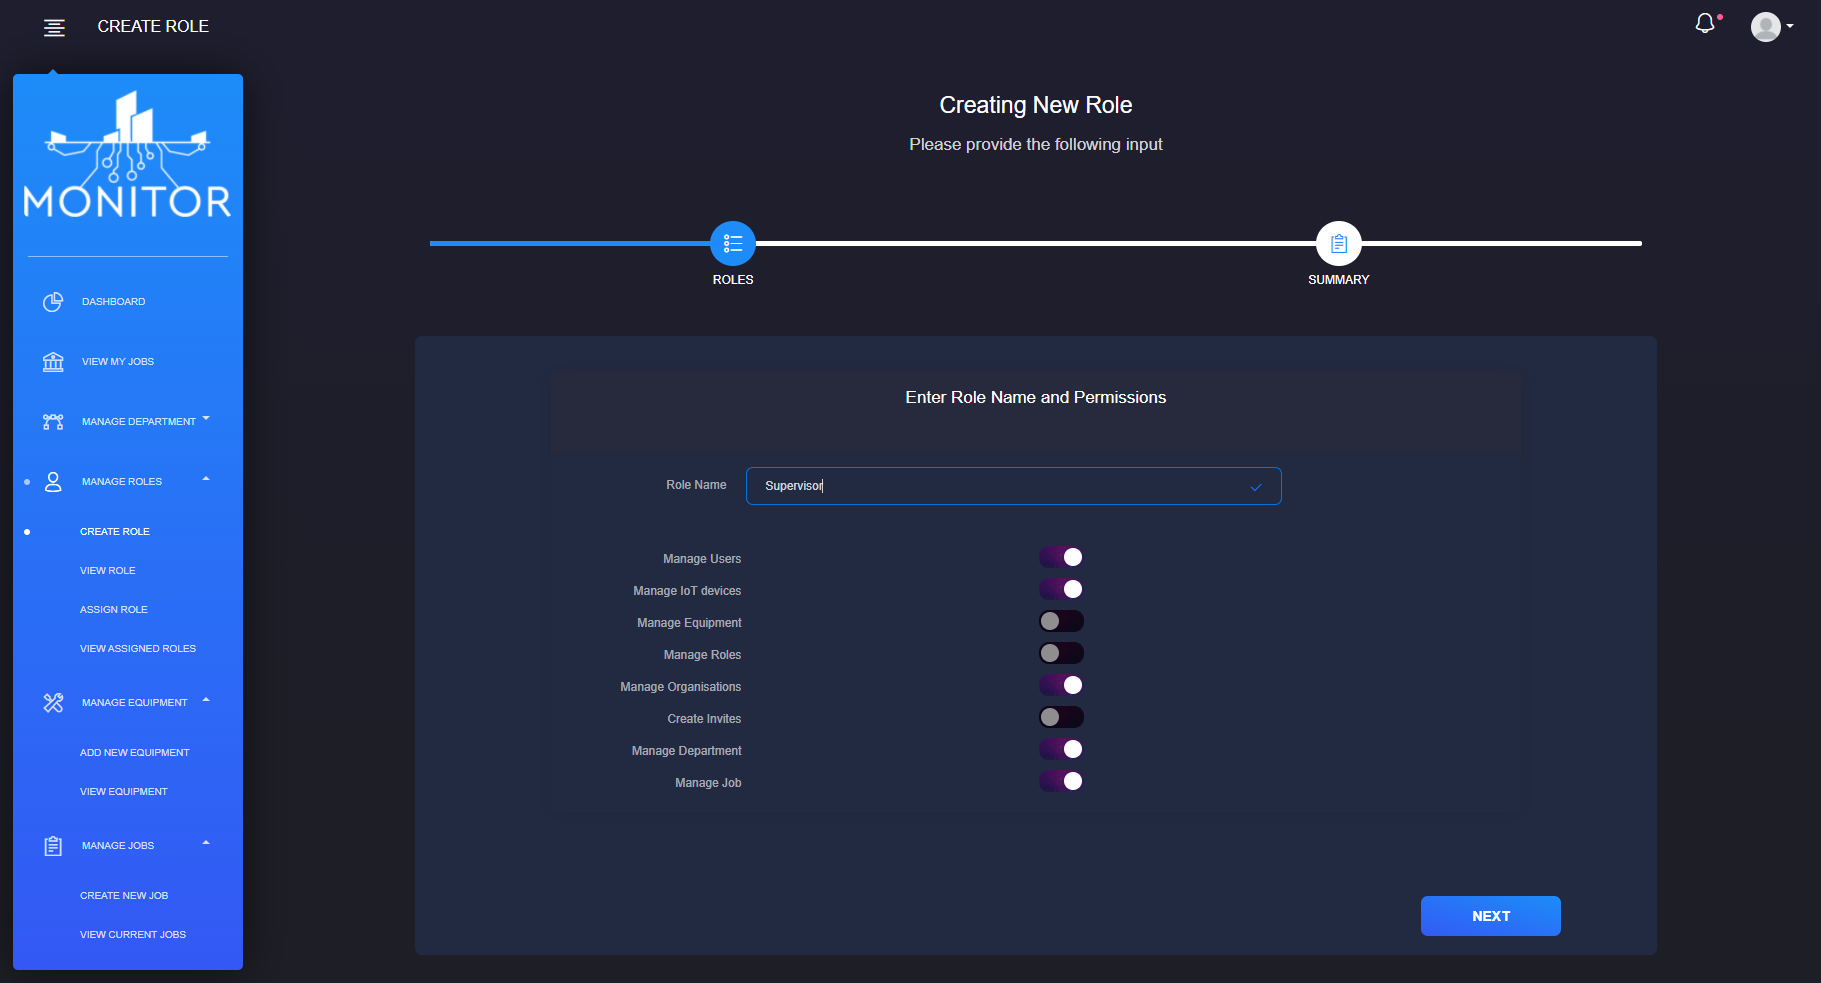 CREATE ROLE
MONITOR
DASHBOARD
VIEW MY JOBS
MANAGE DEPARTMENT
MANAGE ROLES
CREATE ROLE
VIEW ROLE
ASSIGN ROLE
VIEW ASSIGNED ROLES
MANAGE EQUIPMENT
ADD NEW EQUIPMENT
VIEW EQUIPMENT
MANAGE JOBS
CREATE NEW JOB
VIEW CURRENT JOBS
Creating New Role
Please provide the following input
ROLES
SUMMARY
Enter Role Name and Permissions
Role Name Supervisor
Manage Users
Manage IoT devices
Manage Equipment
Manage Roles
Manage Organisations
Create Invites
Manage Department
Manage Job
NEXT